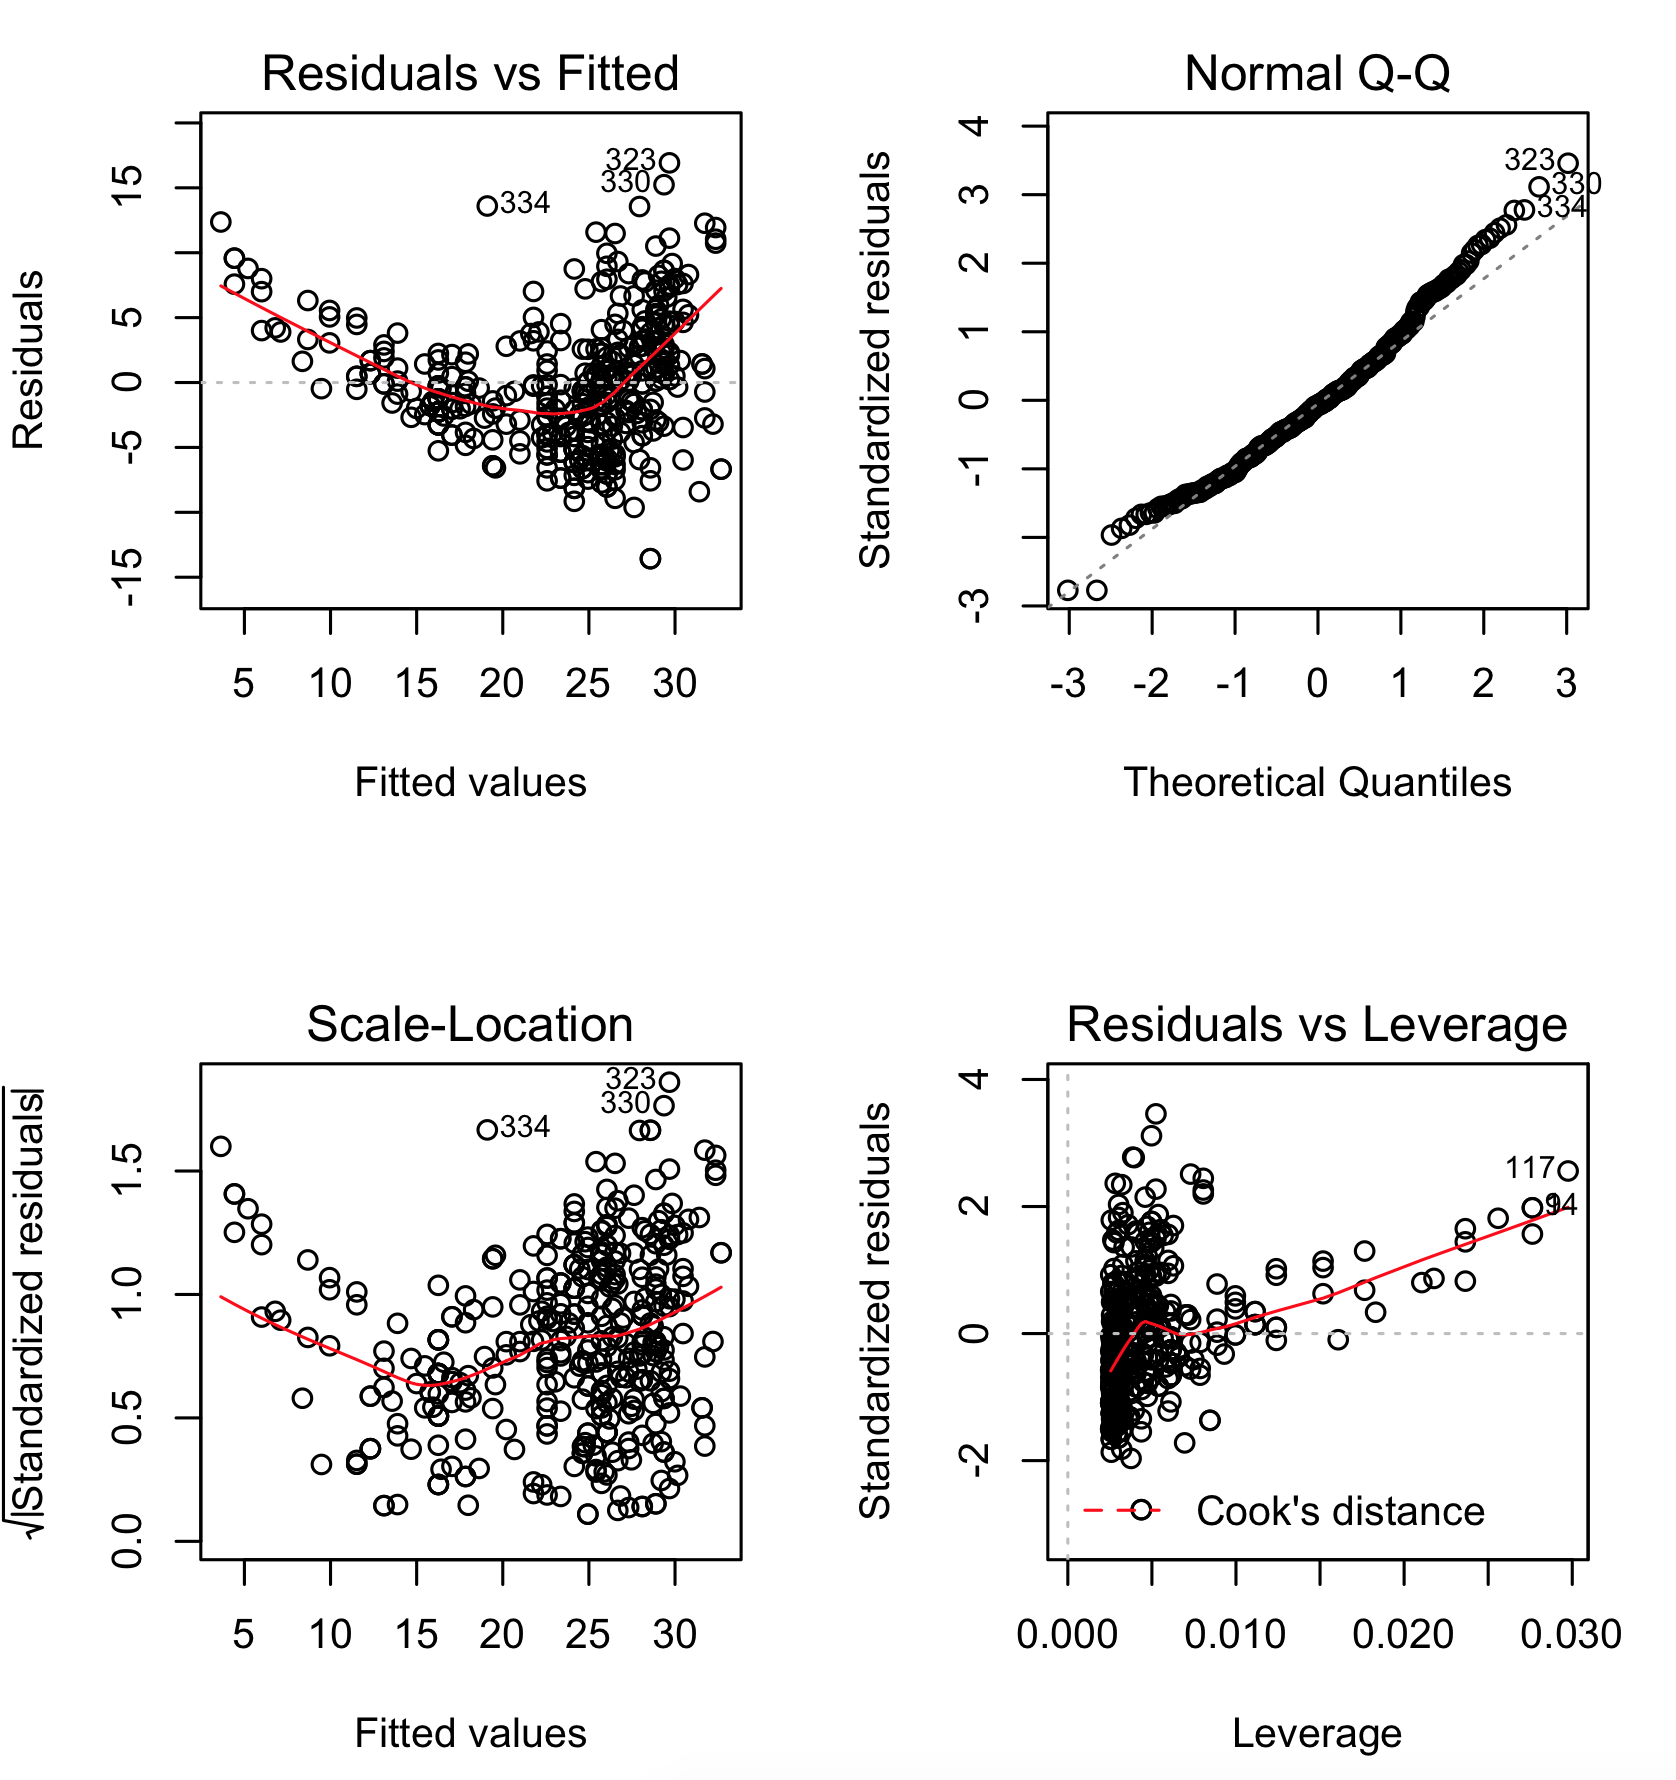 Residuals vs Fitted
Residuals
15
5
0
-5
-15
323
330
334
5 10 15 20 25 30
Fitted values
Normal Q-Q
Standardized residuals
4
3
2
1
0
-1
-3
323
330
334
-3 -2 -1 0 1 2 3
Theoretical Quantiles
Scale-Location
√|Standardized residuals|
1.5
1.0
0.5
0.0
323
330
334
5 10 15 20 25 30
Fitted values
Residuals vs Leverage
Standardized residuals
4
2
0
-2
117
94
Cook's distance
0.000 0.010 0.020 0.030
Leverage